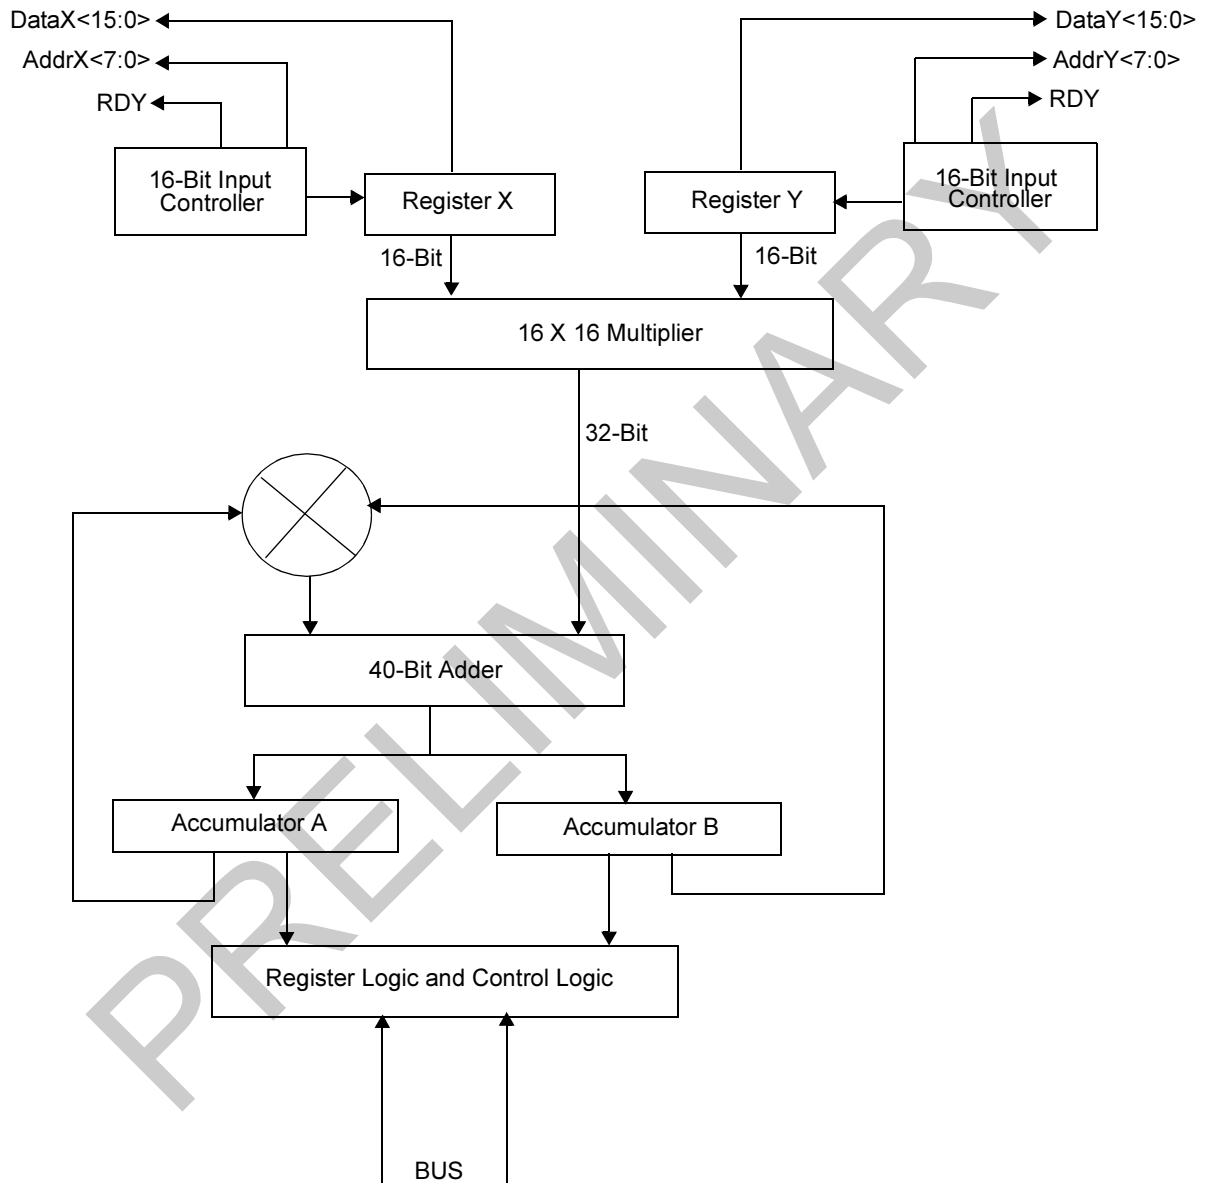 DataX<15:0>
DataY<15:0>
AddrX<7:0>
AddrY<7:0>
RDY
RDY
16-Bit Input
Controller
Register X
Register Y
16-Bit Input
Controller
16-Bit
16-Bit
16 X 16 Multiplier
32-Bit
40-Bit Adder
Accumulator A
Accumulator B
Register Logic and Control Logic
BUS
PRELIMINARY